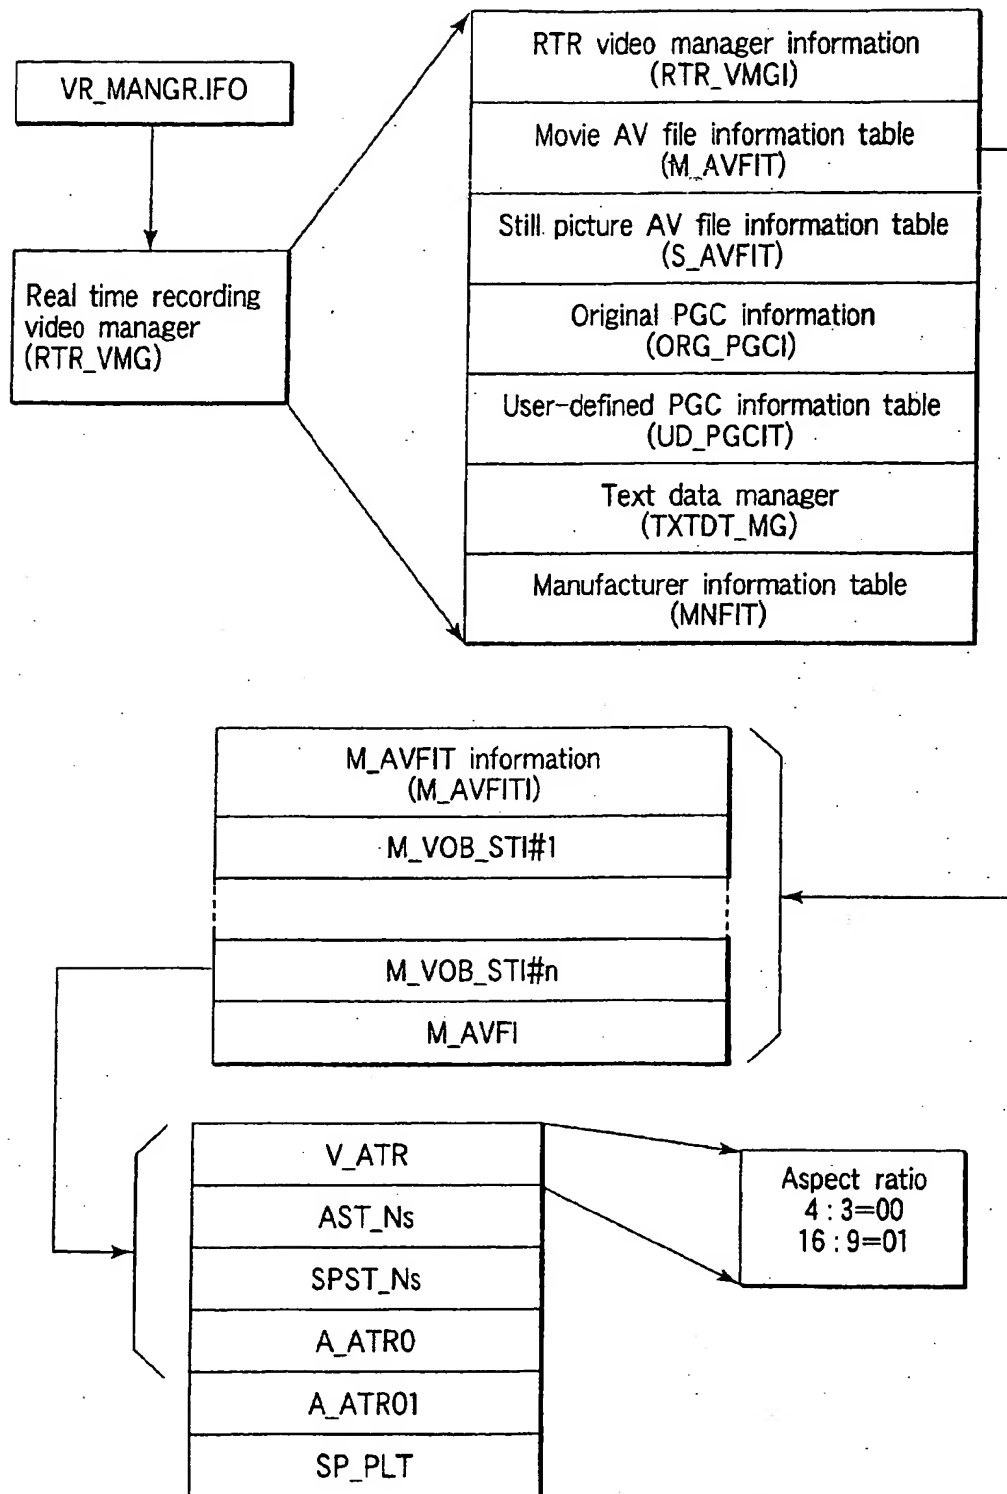 VR_MANGR.IFO
Real time recording
video manager
(RTR_VMG)
RTR video manager information
(RTR_VMGI)
Movie AV file information table
(M_AVFIT)
Still picture AV file information table
(S_AVFIT)
Original PGC information
(ORG_PGCI)
User-defined PGC information table
(UD_PGCIT)
Text data manager
(TXTDT_MG)
Manufacturer information table
(MNFIT)
M_AVFIT information
(M_AVFITI)
M_VOB_STI#1
M_VOB_STI#n
M_AVFI
V_ATR
AST_Ns
SPST_Ns
A_ATR0
A_ATR01
SP_PLT
Aspect ratio
4 : 3=00
16 : 9=01